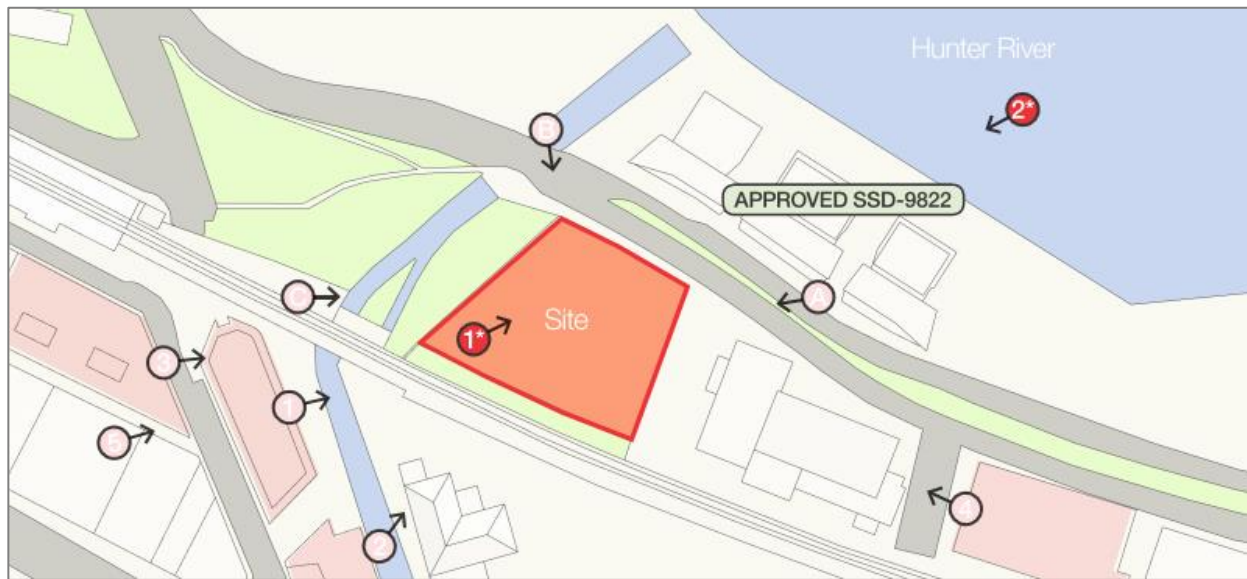 Hunter River
2*
B
APPROVED SSD-9822
C
A
Site
1*
3
1
5
2
4